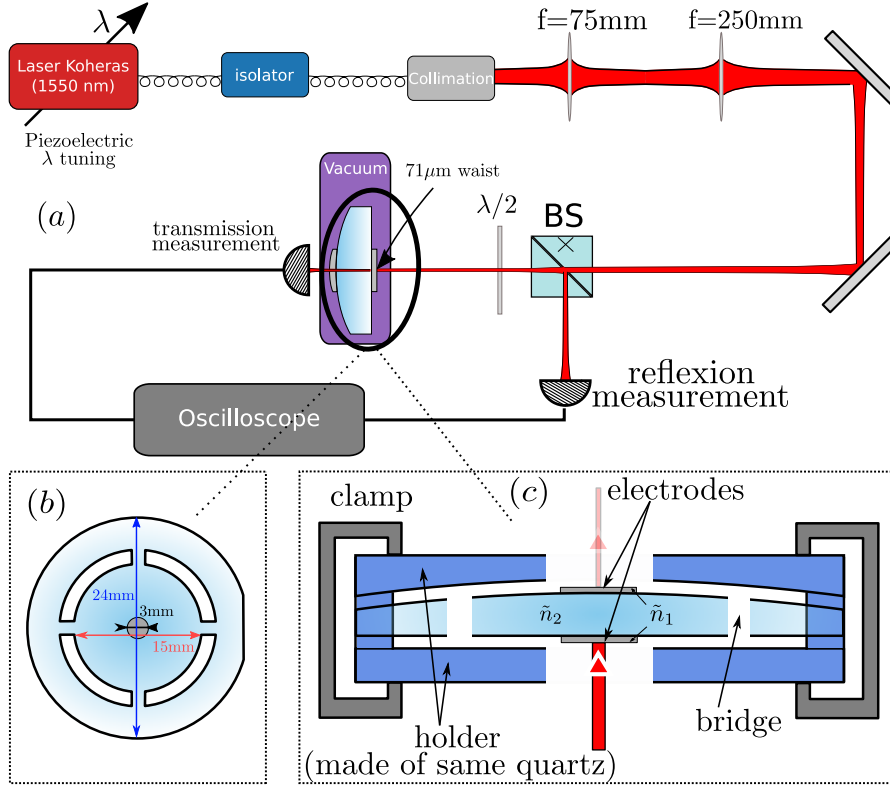 f=75mm
f=250mm
λ
Laser Koheras
(1550 nm)
isolator
Collimation
Piezoelectric
λ tuning
Vacuum
71μm waist
(a)
transmission
measurement
λ/2
BS
reflexion
measurement
Oscilloscope
(b)
24mm
3mm
15mm
clamp
(c)
electrodes
ñ₂
ñ₁
bridge
holder
(made of same quartz)